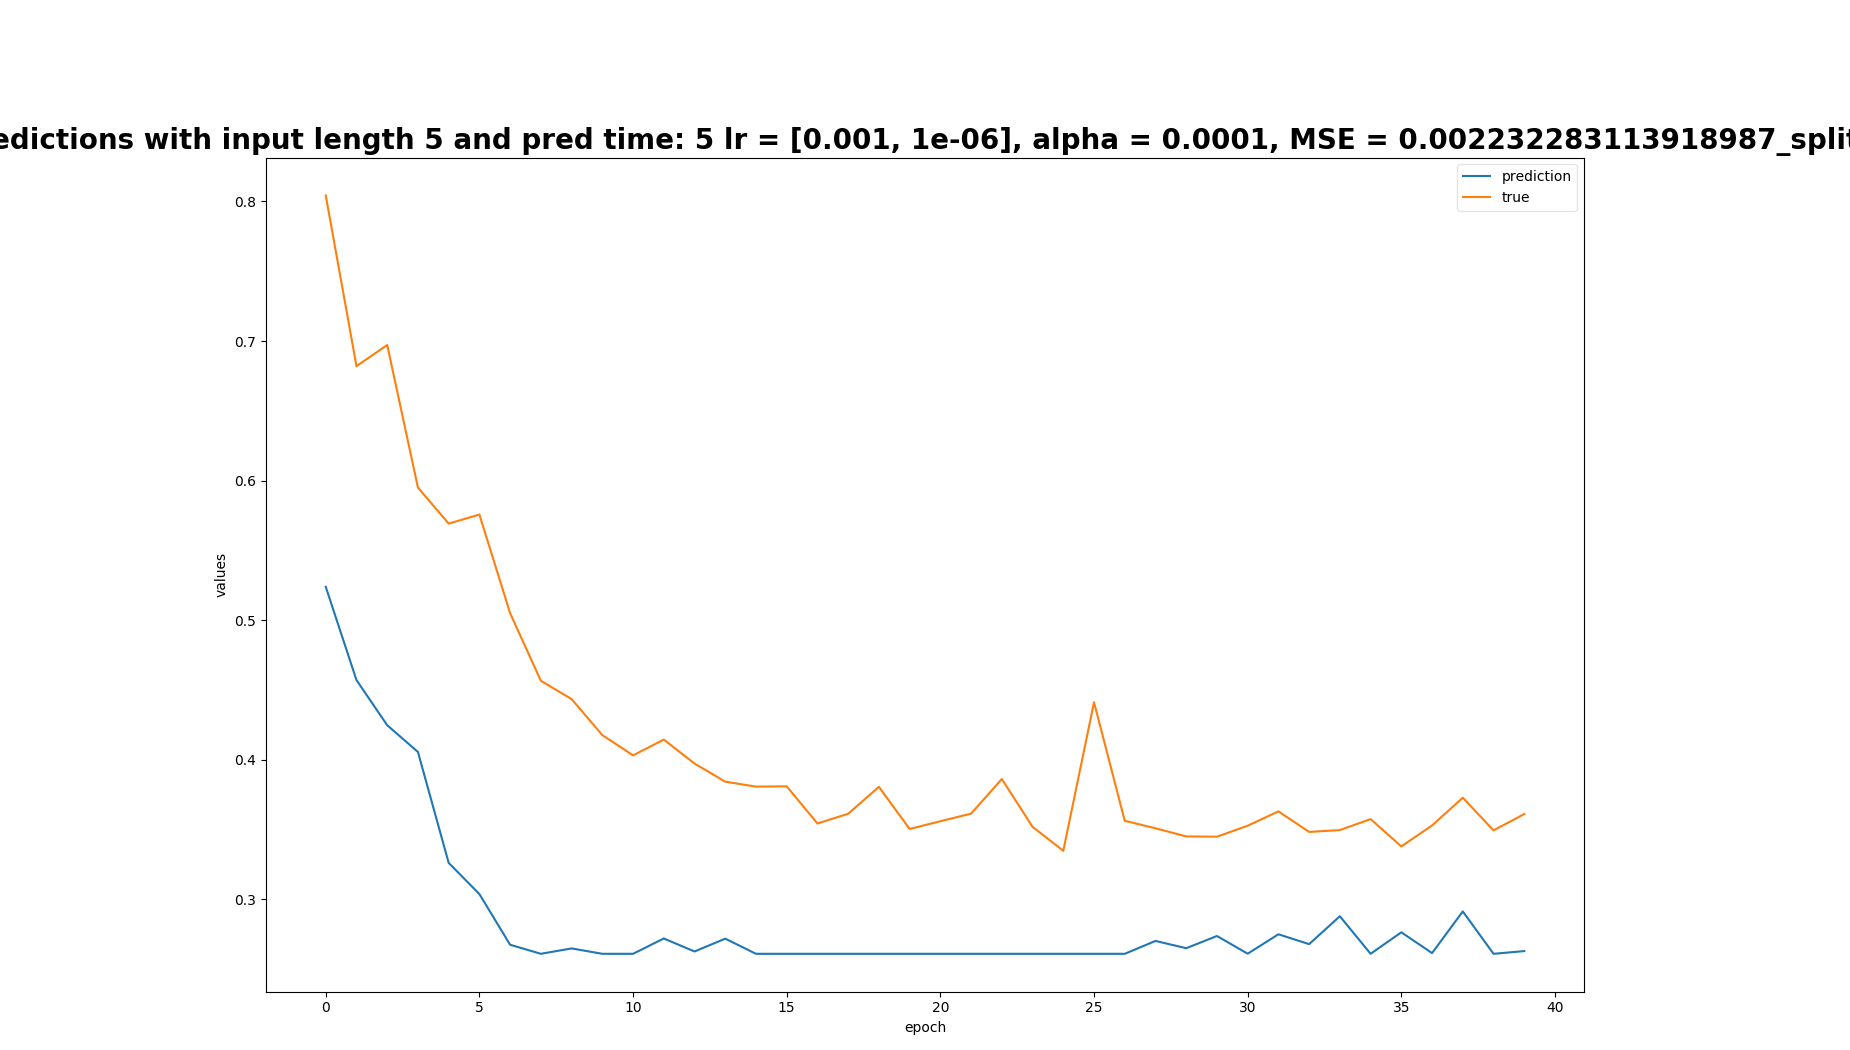 edictions with input length 5 and pred time: 5 lr = [0.001, 1e-06], alpha = 0.0001, MSE = 0.002232283113918987_split
prediction
true
0.8
0.7
0.6
0.5
0.4
0.3
values
0 5 10 15 20 25 30 35 40
epoch